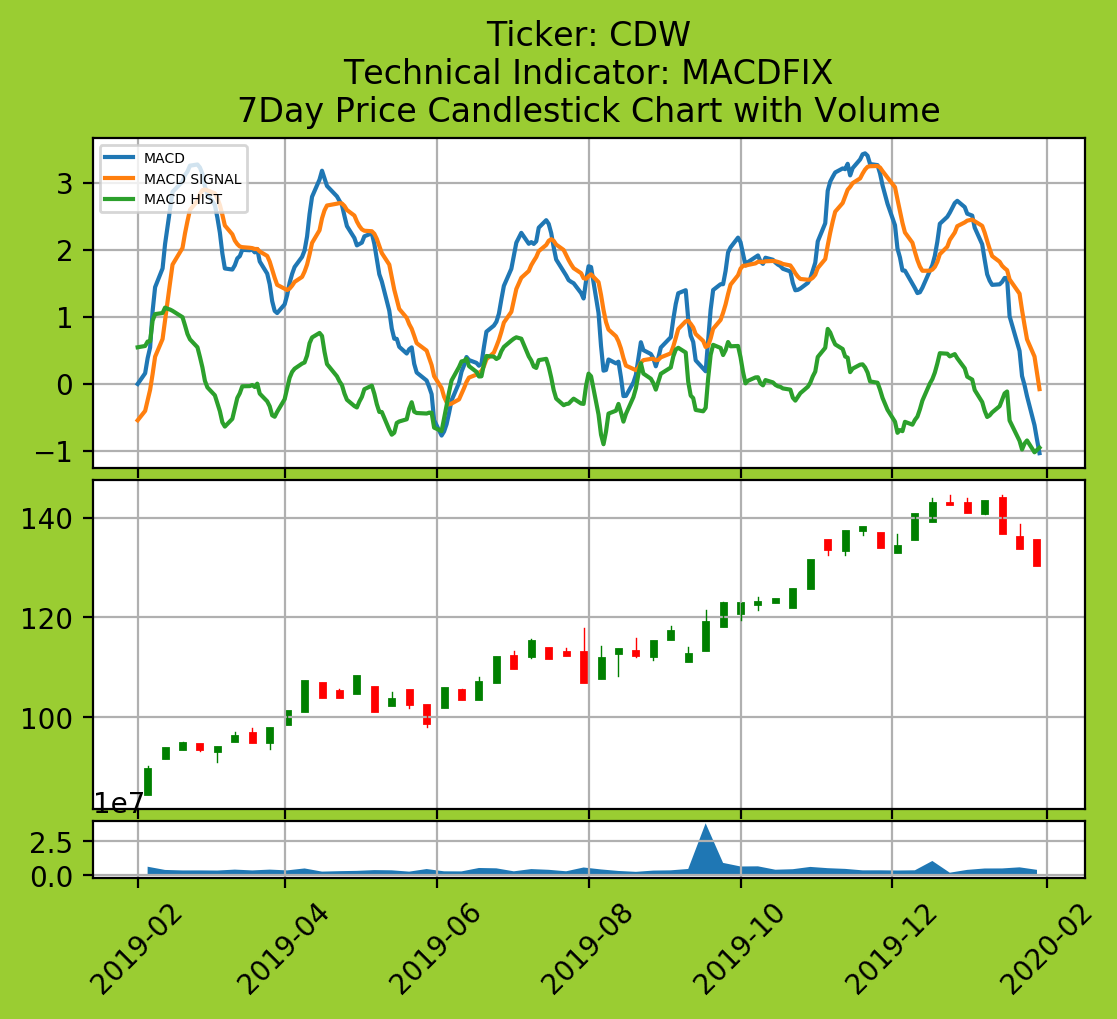 Ticker: CDW
Technical Indicator: MACDFIX
7Day Price Candlestick Chart with Volume
MACD
MACD SIGNAL
MACD HIST
3
2
1
0
−1
140
120
100
1e7
2.5
0.0
2019-02
2019-04
2019-06
2019-08
2019-10
2019-12
2020-02